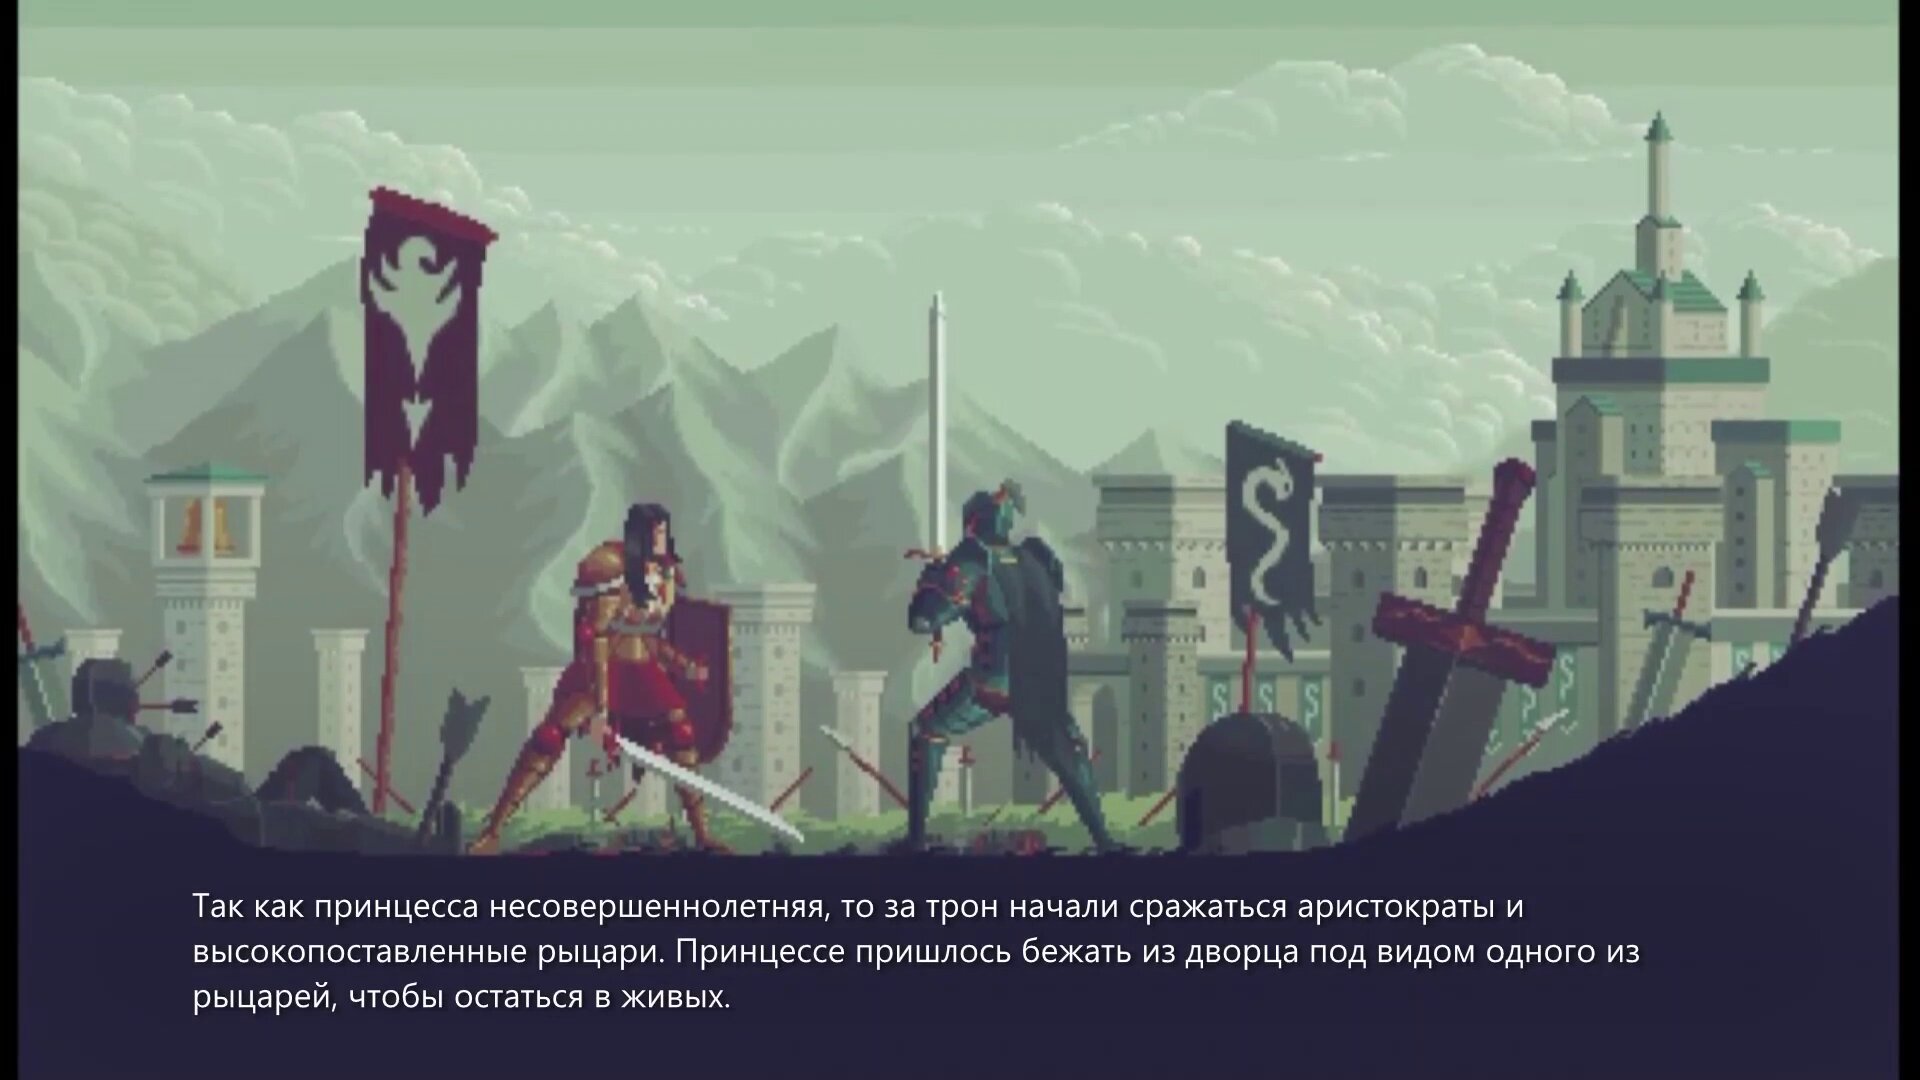 Так как принцесса несовершеннолетняя, то за трон начали сражаться аристократы и
высокопоставленные рыцари. Принцессе пришлось бежать из дворца под видом одного из
рыцарей, чтобы остаться в живых.